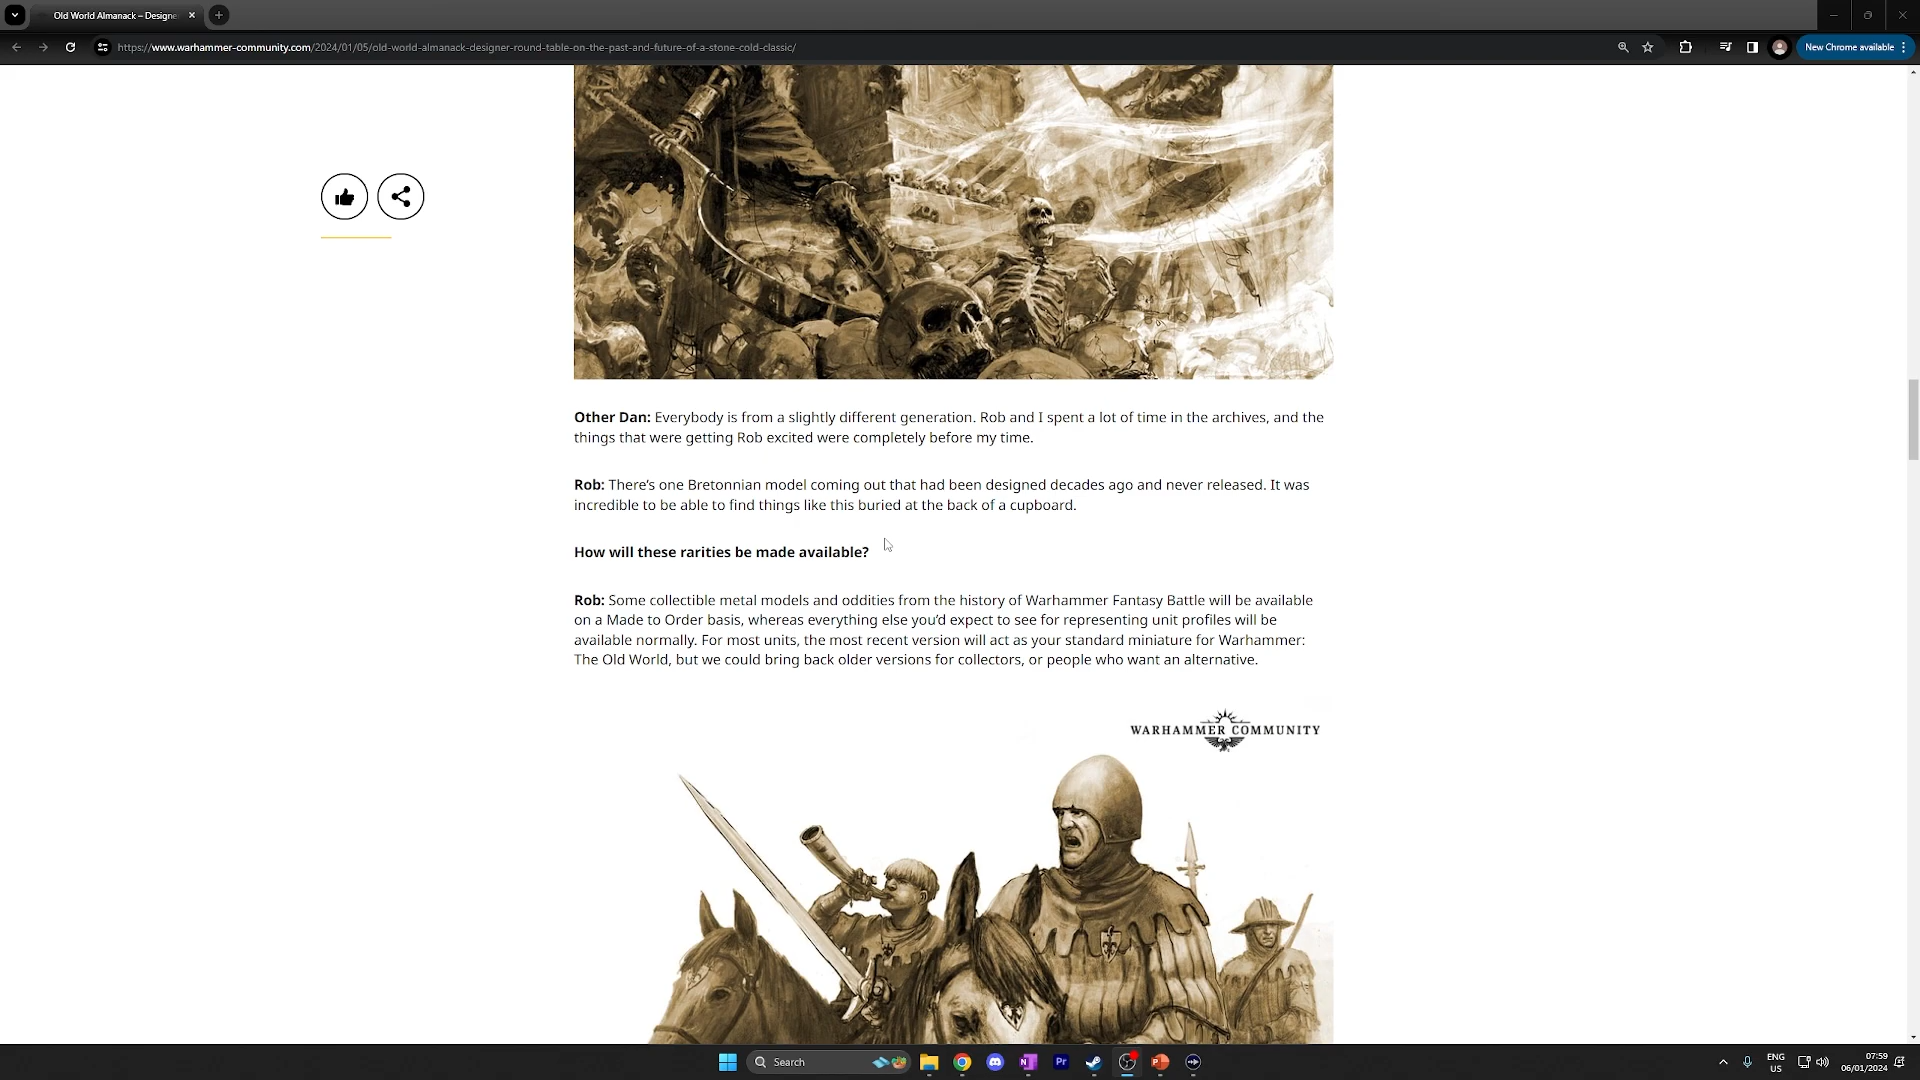 Old World Almanack – Designe
https://www.warhammer-community.com/2024/01/05/old-world-almanack-designer-round-table-on-the-past-and-future-of-a-stone-cold-classic/
New Chrome available
Other Dan: Everybody is from a slightly different generation. Rob and I spent a lot of time in the archives, and the
things that were getting Rob excited were completely before my time.
Rob: There’s one Bretonnian model coming out that had been designed decades ago and never released. It was
incredible to be able to find things like this buried at the back of a cupboard.
How will these rarities be made available?
Rob: Some collectible metal models and oddities from the history of Warhammer Fantasy Battle will be available
on a Made to Order basis, whereas everything else you’d expect to see for representing unit profiles will be
available normally. For most units, the most recent version will act as your standard miniature for Warhammer:
The Old World, but we could bring back older versions for collectors, or people who want an alternative.
WARHAMMER COMMUNITY
Search
N
Pr
P
ENG
US
07:59
06/01/2024